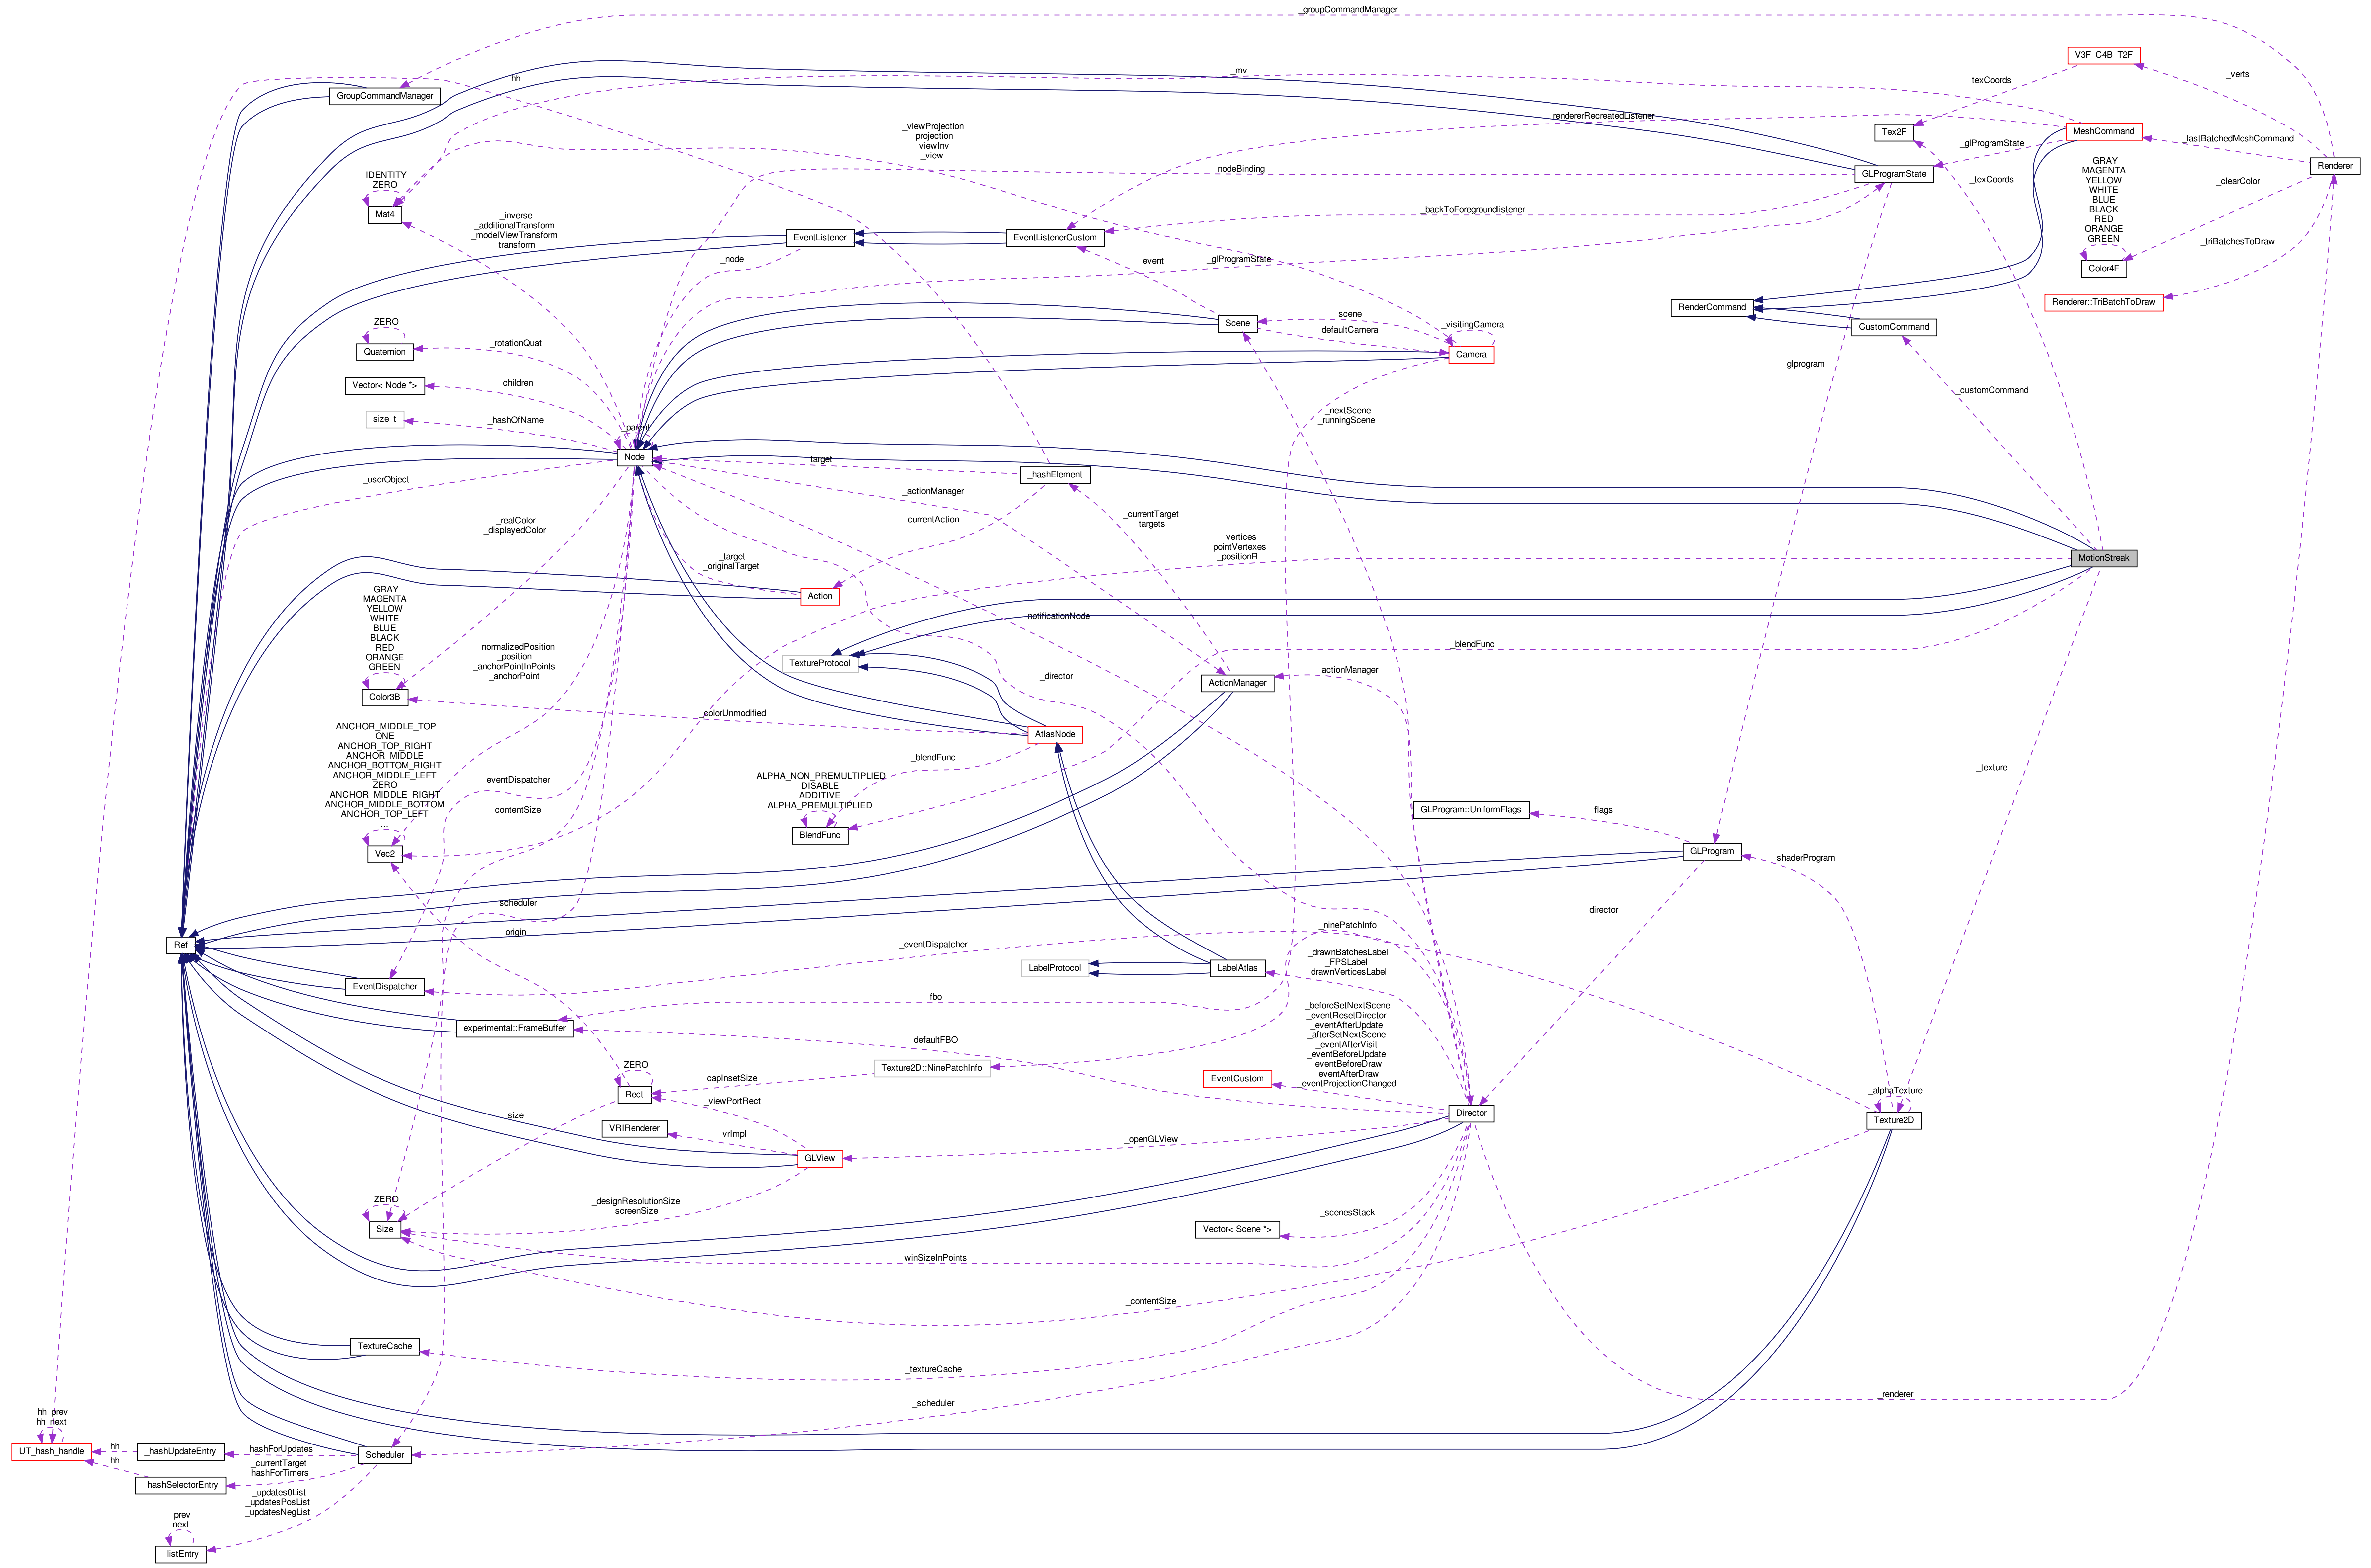 _groupCommandManager
V3F_C4B_T2F
hh
_mv
texCoords
_verts
GroupCommandManager
_rendererRecreatedListener
_viewProjection
_projection
_viewInv
_view
Tex2F
MeshCommand
_lastBatchedMeshCommand
_glProgramState
Renderer
GRAY
MAGENTA
YELLOW
WHITE
BLUE
BLACK
RED
ORANGE
GREEN
_clearColor
_nodeBinding
GLProgramState
_texCoords
IDENTITY
ZERO
Mat4
_inverse
_additionalTransform
_modelViewTransform
_transform
_backToForegroundlistener
EventListener
EventListenerCustom
_triBatchesToDraw
_node
_event
_glProgramState
Color4F
Renderer::TriBatchToDraw
RenderCommand
CustomCommand
ZERO
Quaternion
_rotationQuat
Scene
_scene
_defaultCamera
_visitingCamera
Camera
_glprogram
Vector< Node *>
_children
_customCommand
size_t
_hashOfName
_nextScene
_runningScene
_parent
Node
target
_hashElement
_userObject
_actionManager
_realColor
_displayedColor
currentAction
_currentTarget
_targets
_vertices
_pointVertexes
_positionR
MotionStreak
_target
_originalTarget
Action
GRAY
MAGENTA
YELLOW
WHITE
BLUE
BLACK
RED
ORANGE
GREEN
Color3B
_notificationNode
_normalizedPosition
_position
_anchorPointInPoints
_anchorPoint
TextureProtocol
_blendFunc
_director
ActionManager
_actionManager
_colorUnmodified
AtlasNode
ANCHOR_MIDDLE_TOP
ONE
ANCHOR_TOP_RIGHT
ANCHOR_MIDDLE
ANCHOR_BOTTOM_RIGHT
ANCHOR_MIDDLE_LEFT
ZERO
ANCHOR_MIDDLE_RIGHT
ANCHOR_MIDDLE_BOTTOM
ANCHOR_TOP_LEFT
...
Vec2
_eventDispatcher
_contentSize
_blendFunc
ALPHA_NON_PREMULTIPLIED
DISABLE
ADDITIVE
ALPHA_PREMULTIPLIED
BlendFunc
_texture
GLProgram::UniformFlags
_flags
GLProgram
_shaderProgram
_scheduler
_director
Ref
origin
_eventDispatcher
_ninePatchInfo
_drawnBatchesLabel
_FPSLabel
_drawnVerticesLabel
LabelProtocol
LabelAtlas
EventDispatcher
_fbo
experimental::FrameBuffer
_defaultFBO
_beforeSetNextScene
_eventResetDirector
_eventAfterUpdate
_afterSetNextScene
_eventAfterVisit
_eventBeforeUpdate
_eventBeforeDraw
_eventAfterDraw
_eventProjectionChanged
ZERO
Rect
capInsetSize
Texture2D::NinePatchInfo
EventCustom
_viewPortRect
size
Director
_alphaTexture
Texture2D
VRIRenderer
_vrImpl
_openGLView
GLView
ZERO
Size
_designResolutionSize
_screenSize
_scenesStack
Vector< Scene *>
_winSizeInPoints
_contentSize
TextureCache
_textureCache
_renderer
_scheduler
hh_prev
hh_next
UT_hash_handle
hh
_hashUpdateEntry
_hashForUpdates
Scheduler
hh
_hashSelectorEntry
_currentTarget
_hashForTimers
_updates0List
_updatesPosList
_updatesNegList
prev
next
_listEntry